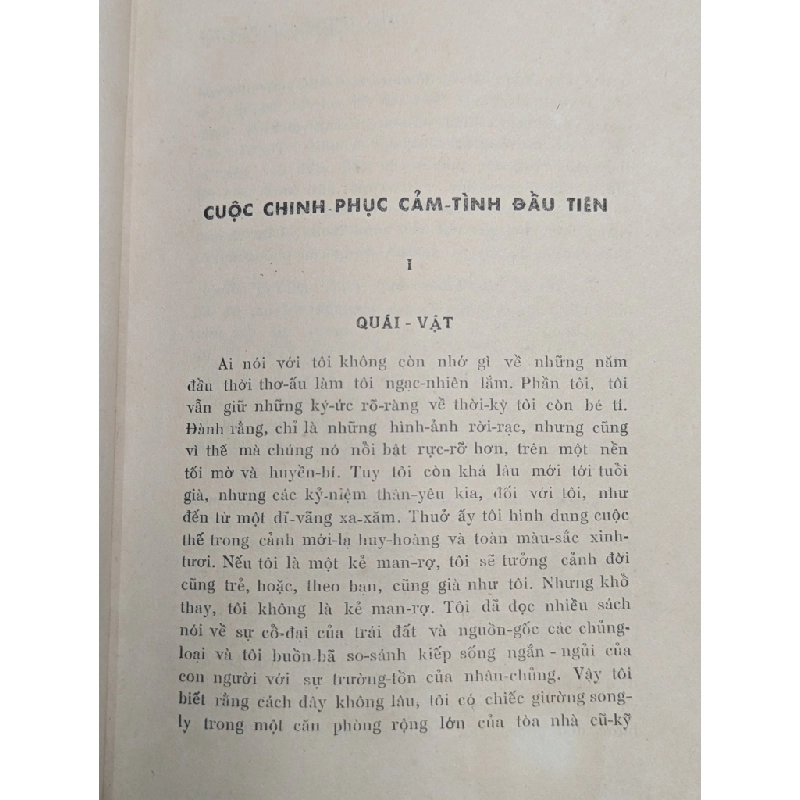 CUỘC CHINH-PHỤC CẢM-TÌNH ĐẦU TIÊN
I
QUÁI - VẬT
Ai nói với tôi không còn nhớ gì về những năm
đầu thời thơ-ấu làm tôi ngạc-nhiên lắm. Phần tôi, tôi
vẫn giữ những ký-ức rõ-ràng về thời-kỳ tôi còn bé tí.
Đành rằng, chỉ là những hình-ảnh rời-rạc, nhưng cũng
vì thế mà chúng nó nổi bật rực-rỡ hơn, trên một nền
tối mờ và huyền-bí. Tuy tôi còn khá lâu mới tới tuổi
già, nhưng các kỷ-niệm thân-yêu kia, đối với tôi, như
đến từ một dĩ-vãng xa-xăm. Thuở ấy tôi hình dung cuộc
thế trong cảnh mới-lạ huy-hoàng và toàn màu-sắc xinh-
tươi. Nếu tôi là một kẻ man-rợ, tôi sẽ tưởng cảnh đời
cũng trẻ, hoặc, theo bạn, cũng già như tôi. Nhưng khổ
thay, tôi không là kẻ man-rợ. Tôi đã đọc nhiều sách
nói về sự cổ-đại của trái đất và nguồn-gốc các chủng-
loại và tôi buồn-bã so-sánh kiếp sống ngắn - ngủi của
con người với sự trường-tồn của nhân-chủng. Vậy tôi
biết rằng cách đây không lâu, tôi có chiếc giường song-
ly trong một căn phòng rộng lớn của tòa nhà cũ-kỹ